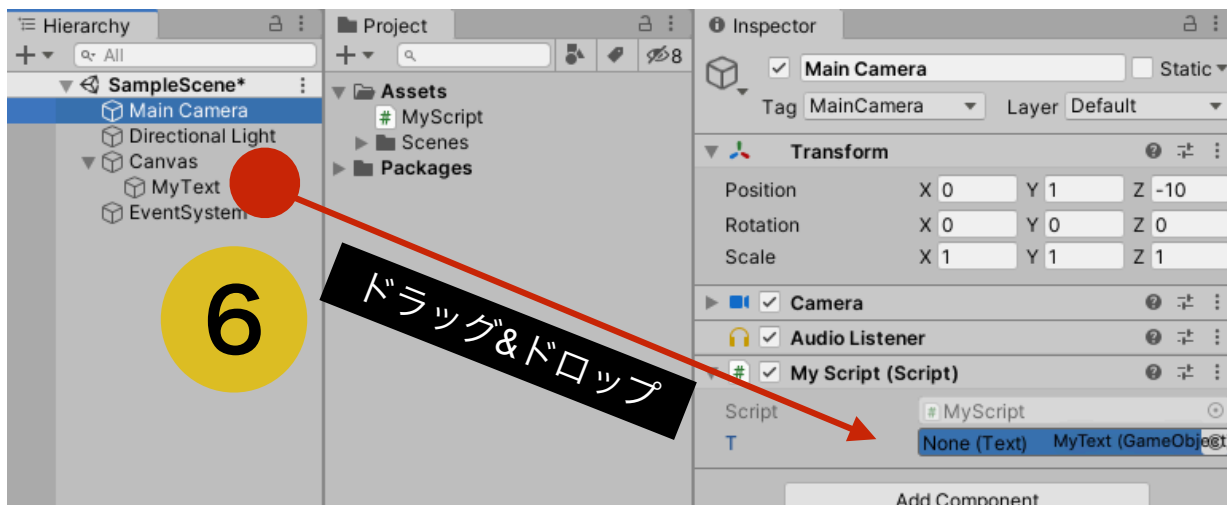 Hierarchy
All
SampleScene*
Main Camera
Directional Light
Canvas
MyText
EventSystem
6
Project
8
Assets
MyScript
Scenes
Packages
ドラッグ&ドロップ
Inspector
Main Camera
Static
Tag MainCamera Layer Default
Transform
Position X 0 Y 1 Z -10
Rotation X 0 Y 0 Z 0
Scale X 1 Y 1 Z 1
Camera
Audio Listener
# My Script (Script)
Script # MyScript
T None (Text) MyText (GameObject
Add Component